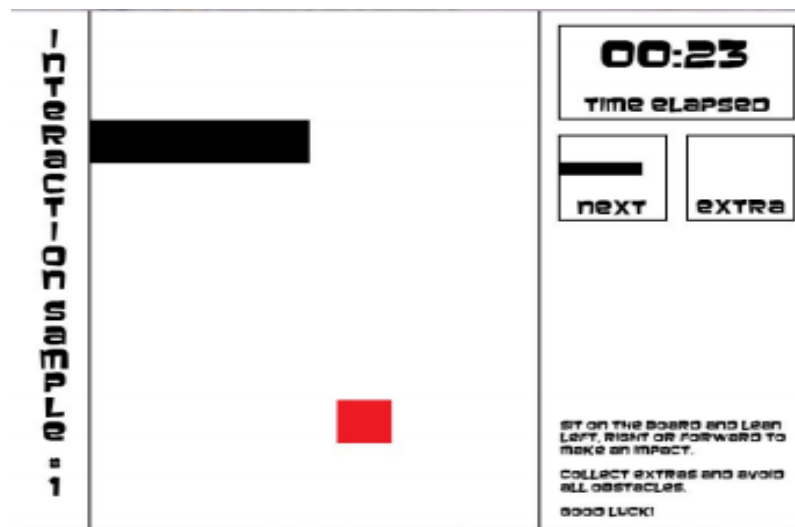 INTERACTION SAMPLE #1
00:23
TIME ELAPSED
NEXT
EXTRA
SIT ON THE BOARD AND LEAN
LEFT, RIGHT OR FORWARD TO
MAKE AN IMPACT.
COLLECT EXTRAS AND AVOID
ALL OBSTACLES.
GOOD LUCK!